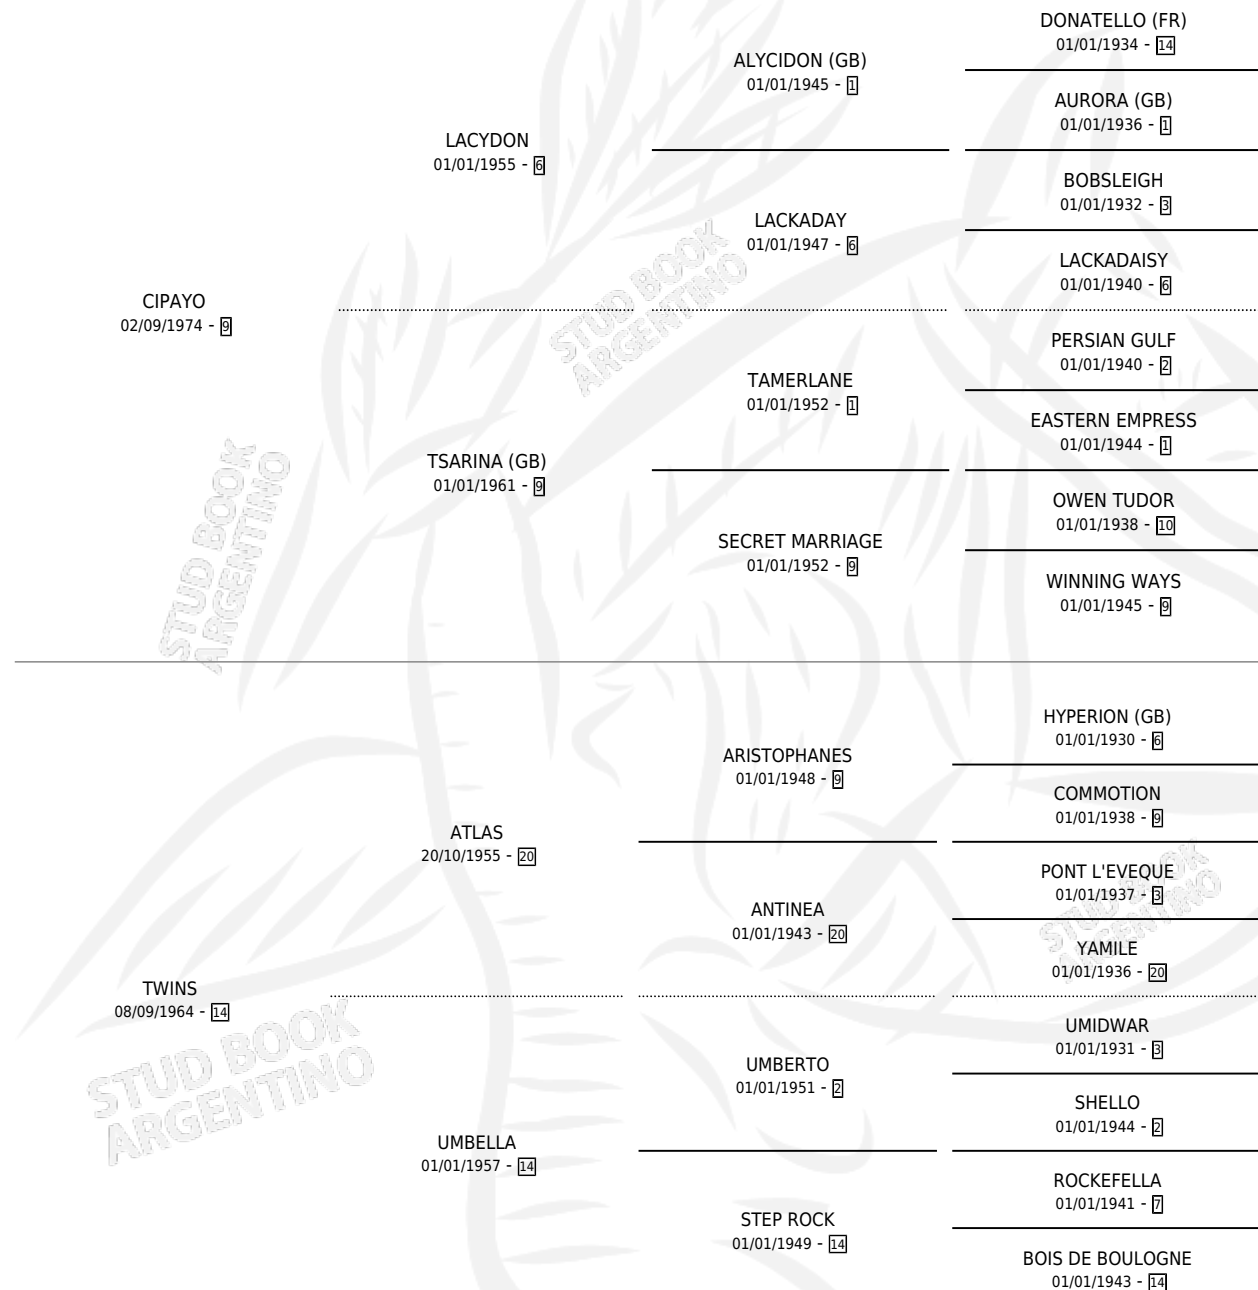 DONATELLO (FR)
01/01/1934 - 14
ALYCIDON (GB)
01/01/1945 - 1
AURORA (GB)
01/01/1936 - 1
LACYDON
01/01/1955 - 6
BOBSLEIGH
01/01/1932 - 3
LACKADAY
01/01/1947 - 6
LACKADAISY
01/01/1940 - 6
CIPAYO
02/09/1974 - 9
PERSIAN GULF
01/01/1940 - 2
TAMERLANE
01/01/1952 - 1
EASTERN EMPRESS
01/01/1944 - 1
TSARINA (GB)
01/01/1961 - 9
OWEN TUDOR
01/01/1938 - 10
SECRET MARRIAGE
01/01/1952 - 9
WINNING WAYS
01/01/1945 - 9
HYPERION (GB)
01/01/1930 - 6
ARISTOPHANES
01/01/1948 - 9
COMMOTION
01/01/1938 - 9
ATLAS
20/10/1955 - 20
PONT L'EVEQUE
01/01/1937 - 3
ANTINEA
01/01/1943 - 20
YAMILE
01/01/1936 - 20
TWINS
08/09/1964 - 14
UMIDWAR
01/01/1931 - 3
UMBERTO
01/01/1951 - 2
SHELLO
01/01/1944 - 2
UMBELLA
01/01/1957 - 14
ROCKEFELLA
01/01/1941 - 7
STEP ROCK
01/01/1949 - 14
BOIS DE BOULOGNE
01/01/1943 - 14
STUD BOOK
ARGENTINO
STUD BOOK
ARGENTINO
STUD BOOK
ARGENTINO
STUD BOOK
ARGENTINO